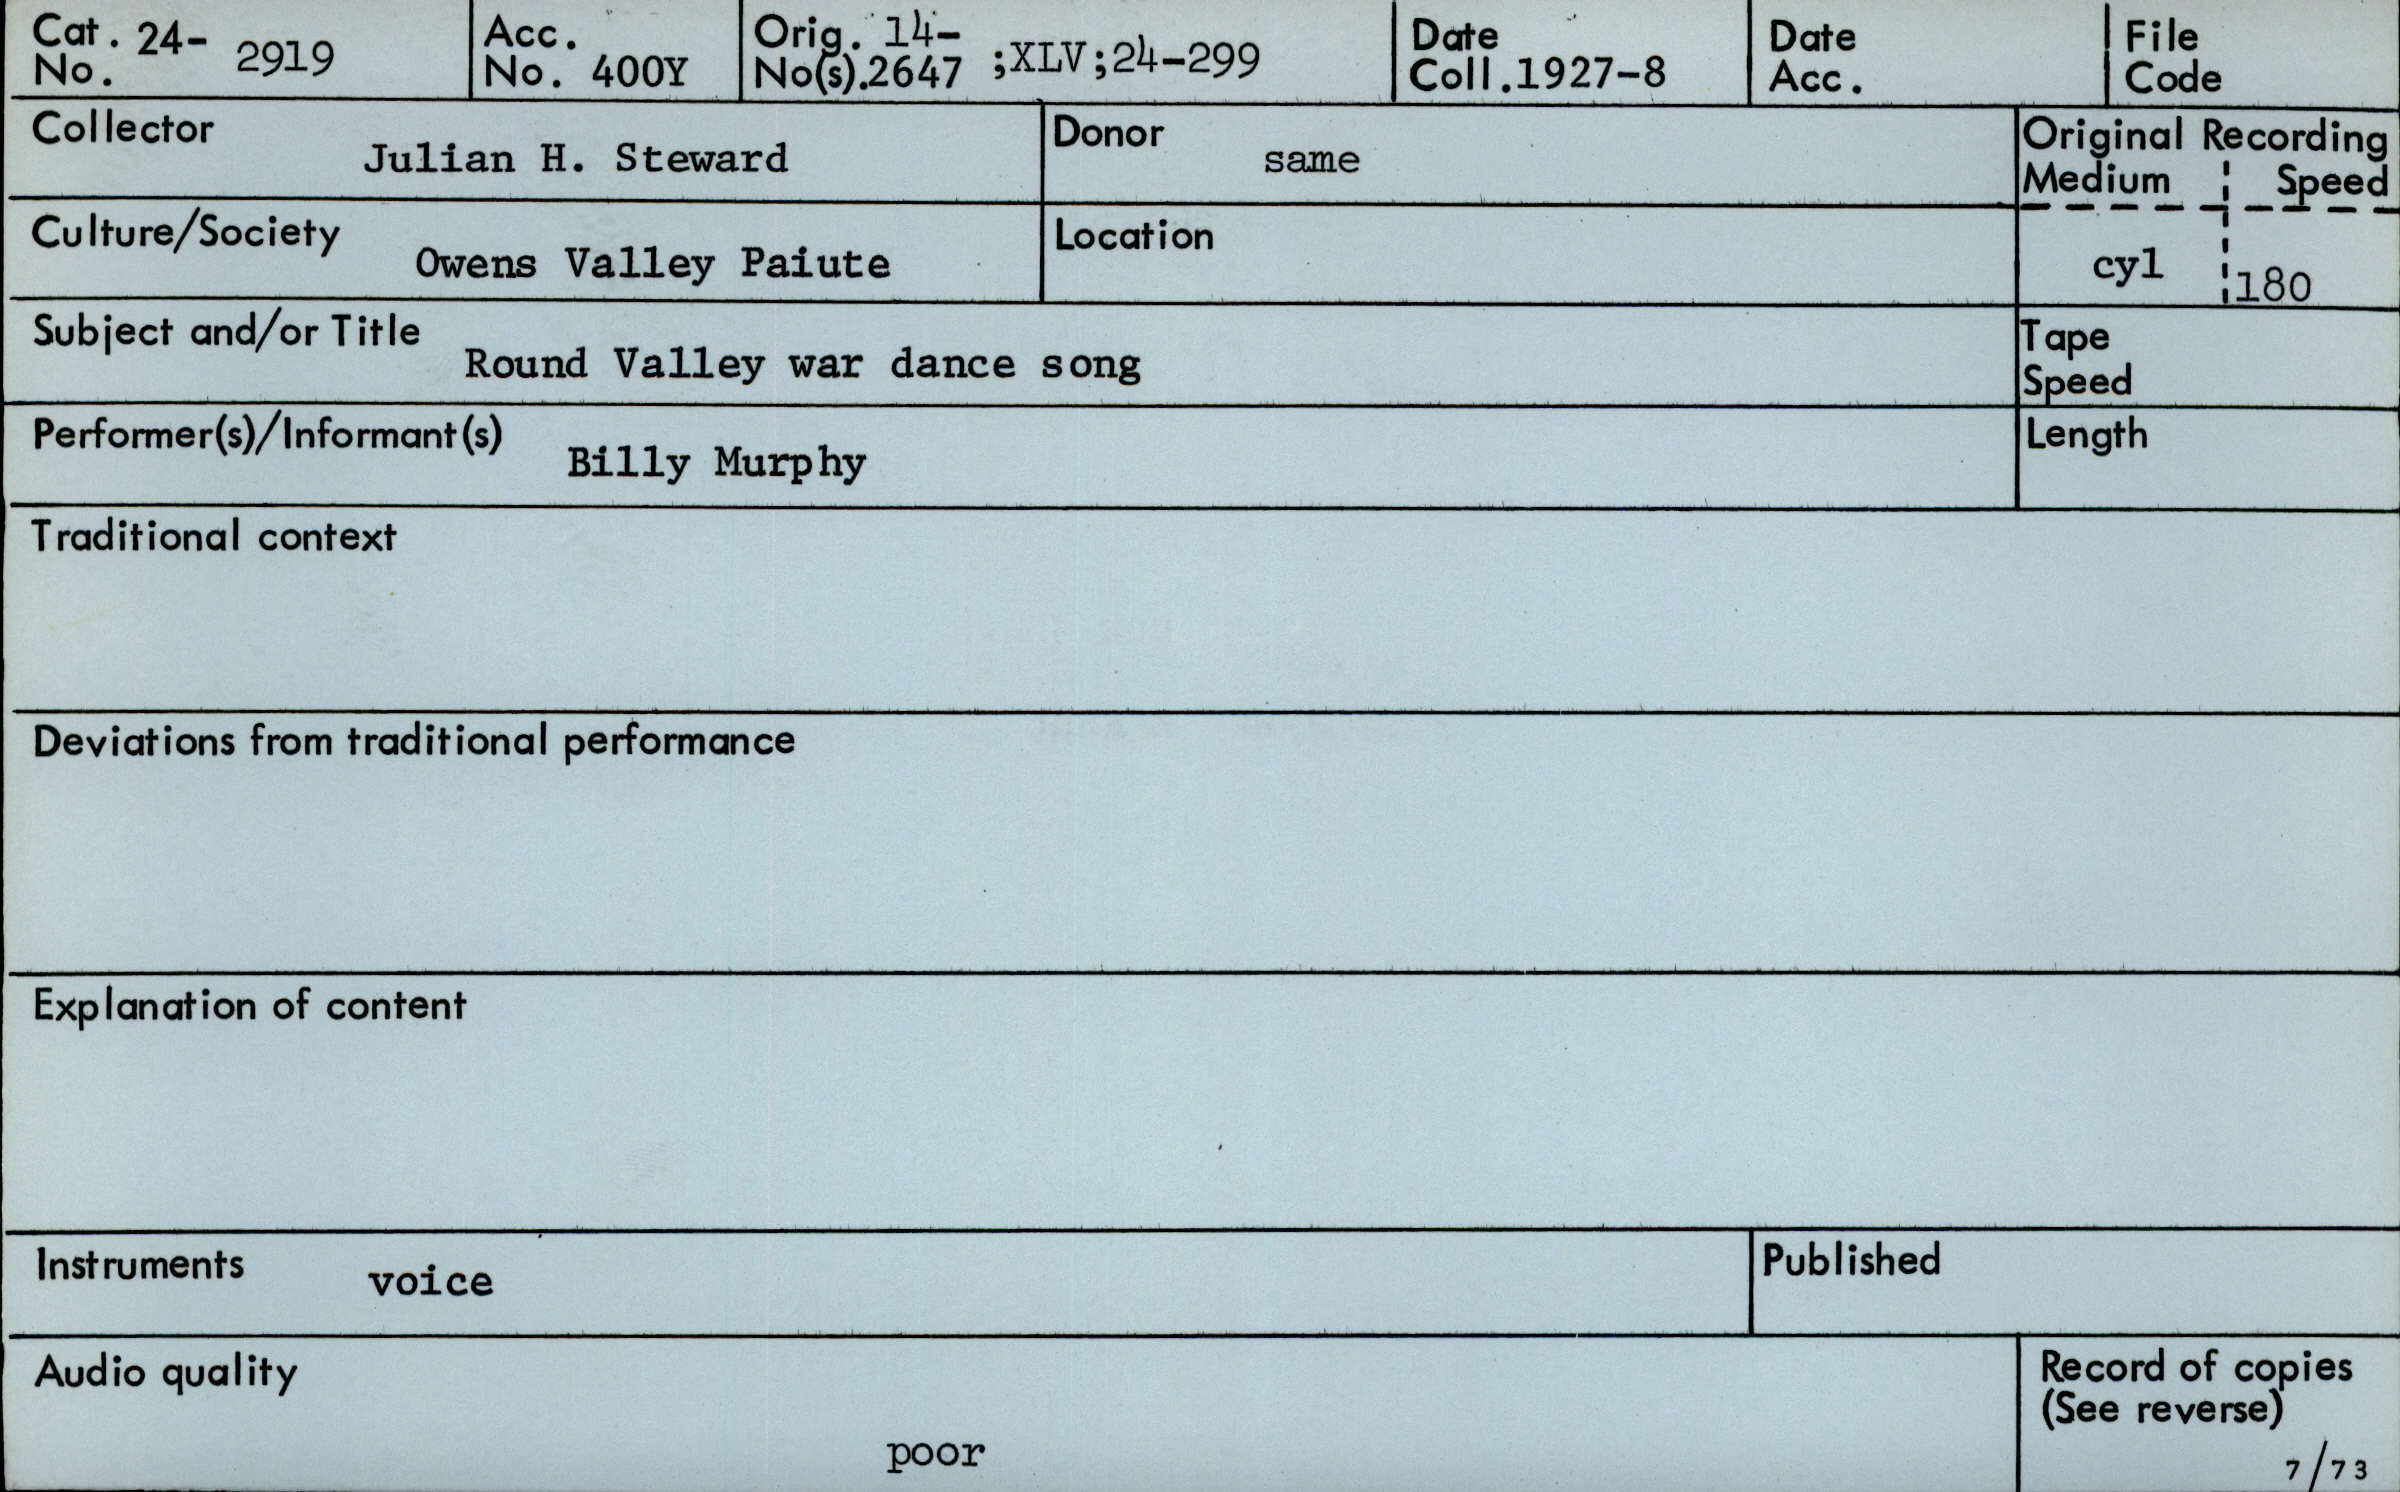 Cat. No. 24- 2919
Acc. No. 400Y
Orig. No(s). 14-2647 ;XLV;24-299
Date Coll. 1927-8
Date Acc.
File Code
Collector Julian H. Steward
Donor same
Original Recording
Medium Speed
cyl 180
Culture/Society Owens Valley Paiute
Location
Subject and/or Title Round Valley war dance song
Tape Speed
Performer(s)/Informant(s) Billy Murphy
Length
Traditional context
Deviations from traditional performance
Explanation of content
Instruments voice
Published
Audio quality poor
Record of copies
(See reverse)
7/73